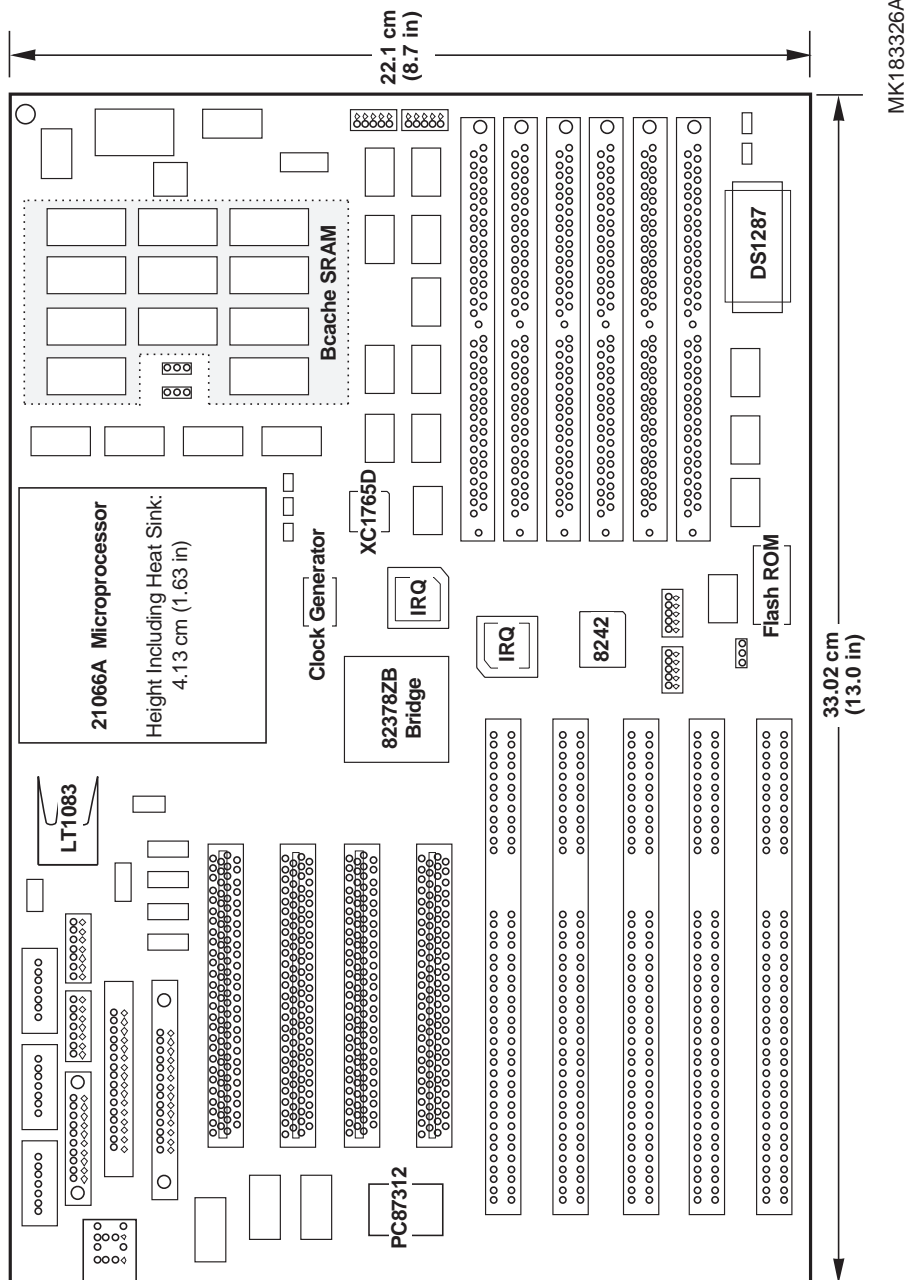 22.1 cm
(8.7 in)
MK183326A
Bcache SRAM
DS1287
21066A Microprocessor
Height Including Heat Sink:
4.13 cm (1.63 in)
XC1765D
Clock Generator
IRQ
IRQ
8242
Flash ROM
82378ZB
Bridge
33.02 cm
(13.0 in)
LT1083
PC87312